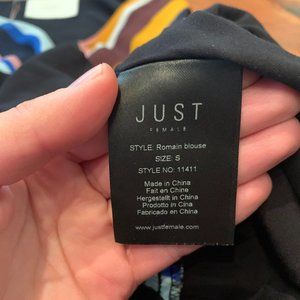 JUST
FEMALE
STYLE: Romain blouse
SIZE: S
STYLE NO: 11411
Made in China
Fait en Chine
Hergestellt in China
Prodotto in Cina
Fabricado en China
www.justfemale.com